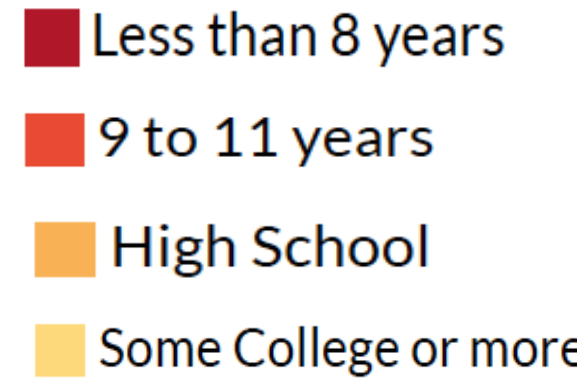 Less than 8 years
9 to 11 years
High School
Some College or more